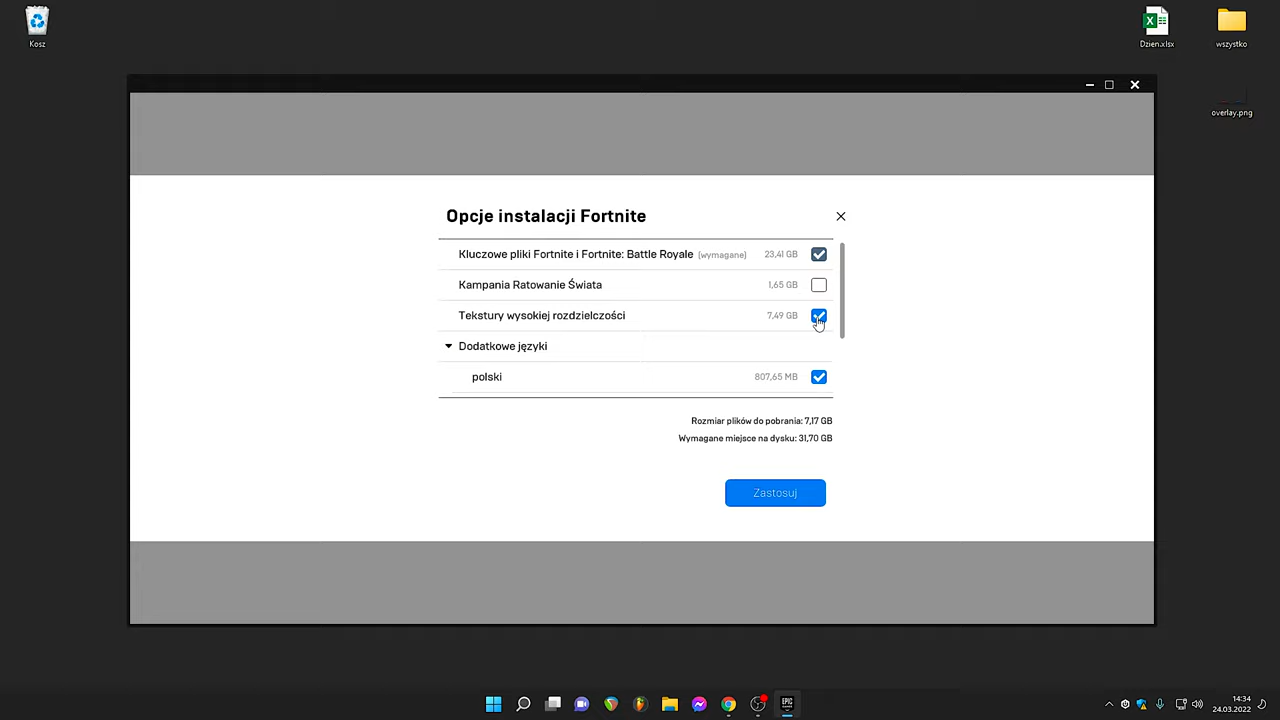 Kosz
Dzien.xlsx
wszystko
overlay.png
Opcje instalacji Fortnite
Kluczowe pliki Fortnite i Fortnite: Battle Royale (wymagane) 23,41 GB
Kampania Ratowanie Świata 1,65 GB
Tekstury wysokiej rozdzielczości 7,49 GB
Dodatkowe języki
polski 807,65 MB
Rozmiar plików do pobrania: 7,17 GB
Wymagane miejsce na dysku: 31,70 GB
Zastosuj
EPIC
14:34
24.03.2022